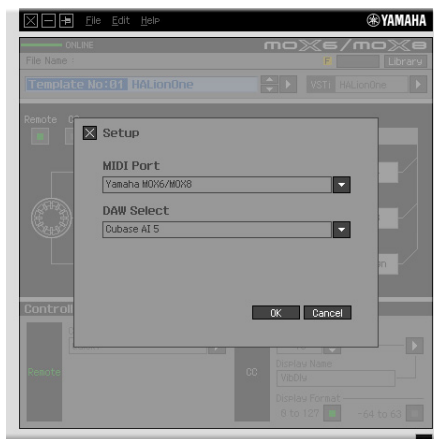 File Edit Help YAMAHA
ONLINE mox6/mox8
File Name : F Library
Template No:01 HALionOne VSTi HALionOne
Remote
Setup
MIDI Port
Yamaha MOX6/MOX8
DAW Select
Cubase AI 5
OK Cancel
Controll
Remote CC
Display Name
Display Format
0 to 127 -64 to 63